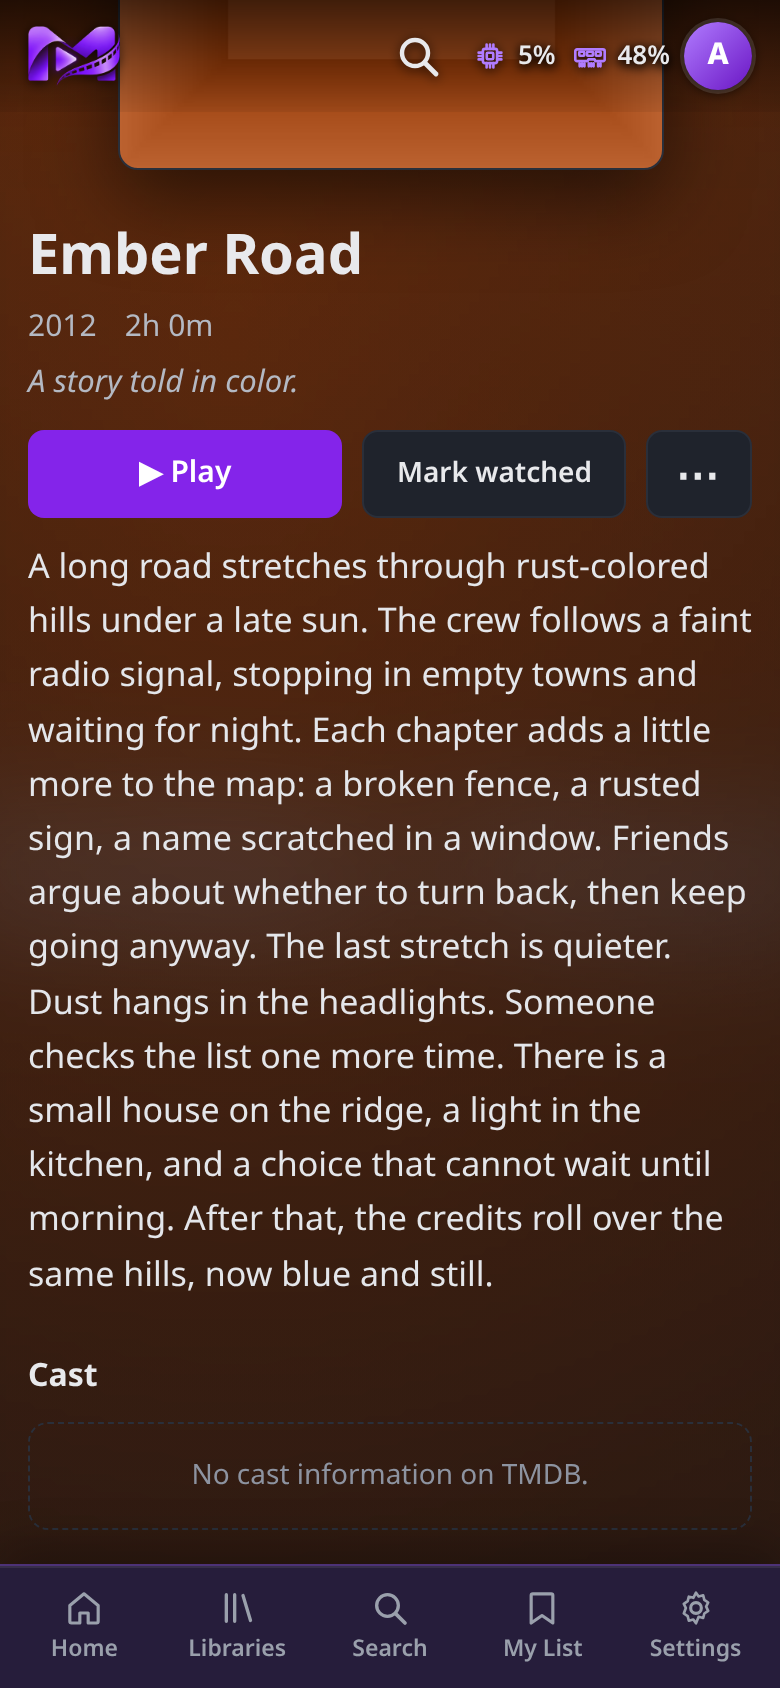 5% 48% A
Ember Road
2012 2h 0m
A story told in color.
▶ Play Mark watched ...
A long road stretches through rust-colored
hills under a late sun. The crew follows a faint
radio signal, stopping in empty towns and
waiting for night. Each chapter adds a little
more to the map: a broken fence, a rusted
sign, a name scratched in a window. Friends
argue about whether to turn back, then keep
going anyway. The last stretch is quieter.
Dust hangs in the headlights. Someone
checks the list one more time. There is a
small house on the ridge, a light in the
kitchen, and a choice that cannot wait until
morning. After that, the credits roll over the
same hills, now blue and still.
Cast
No cast information on TMDB.
Home Libraries Search My List Settings